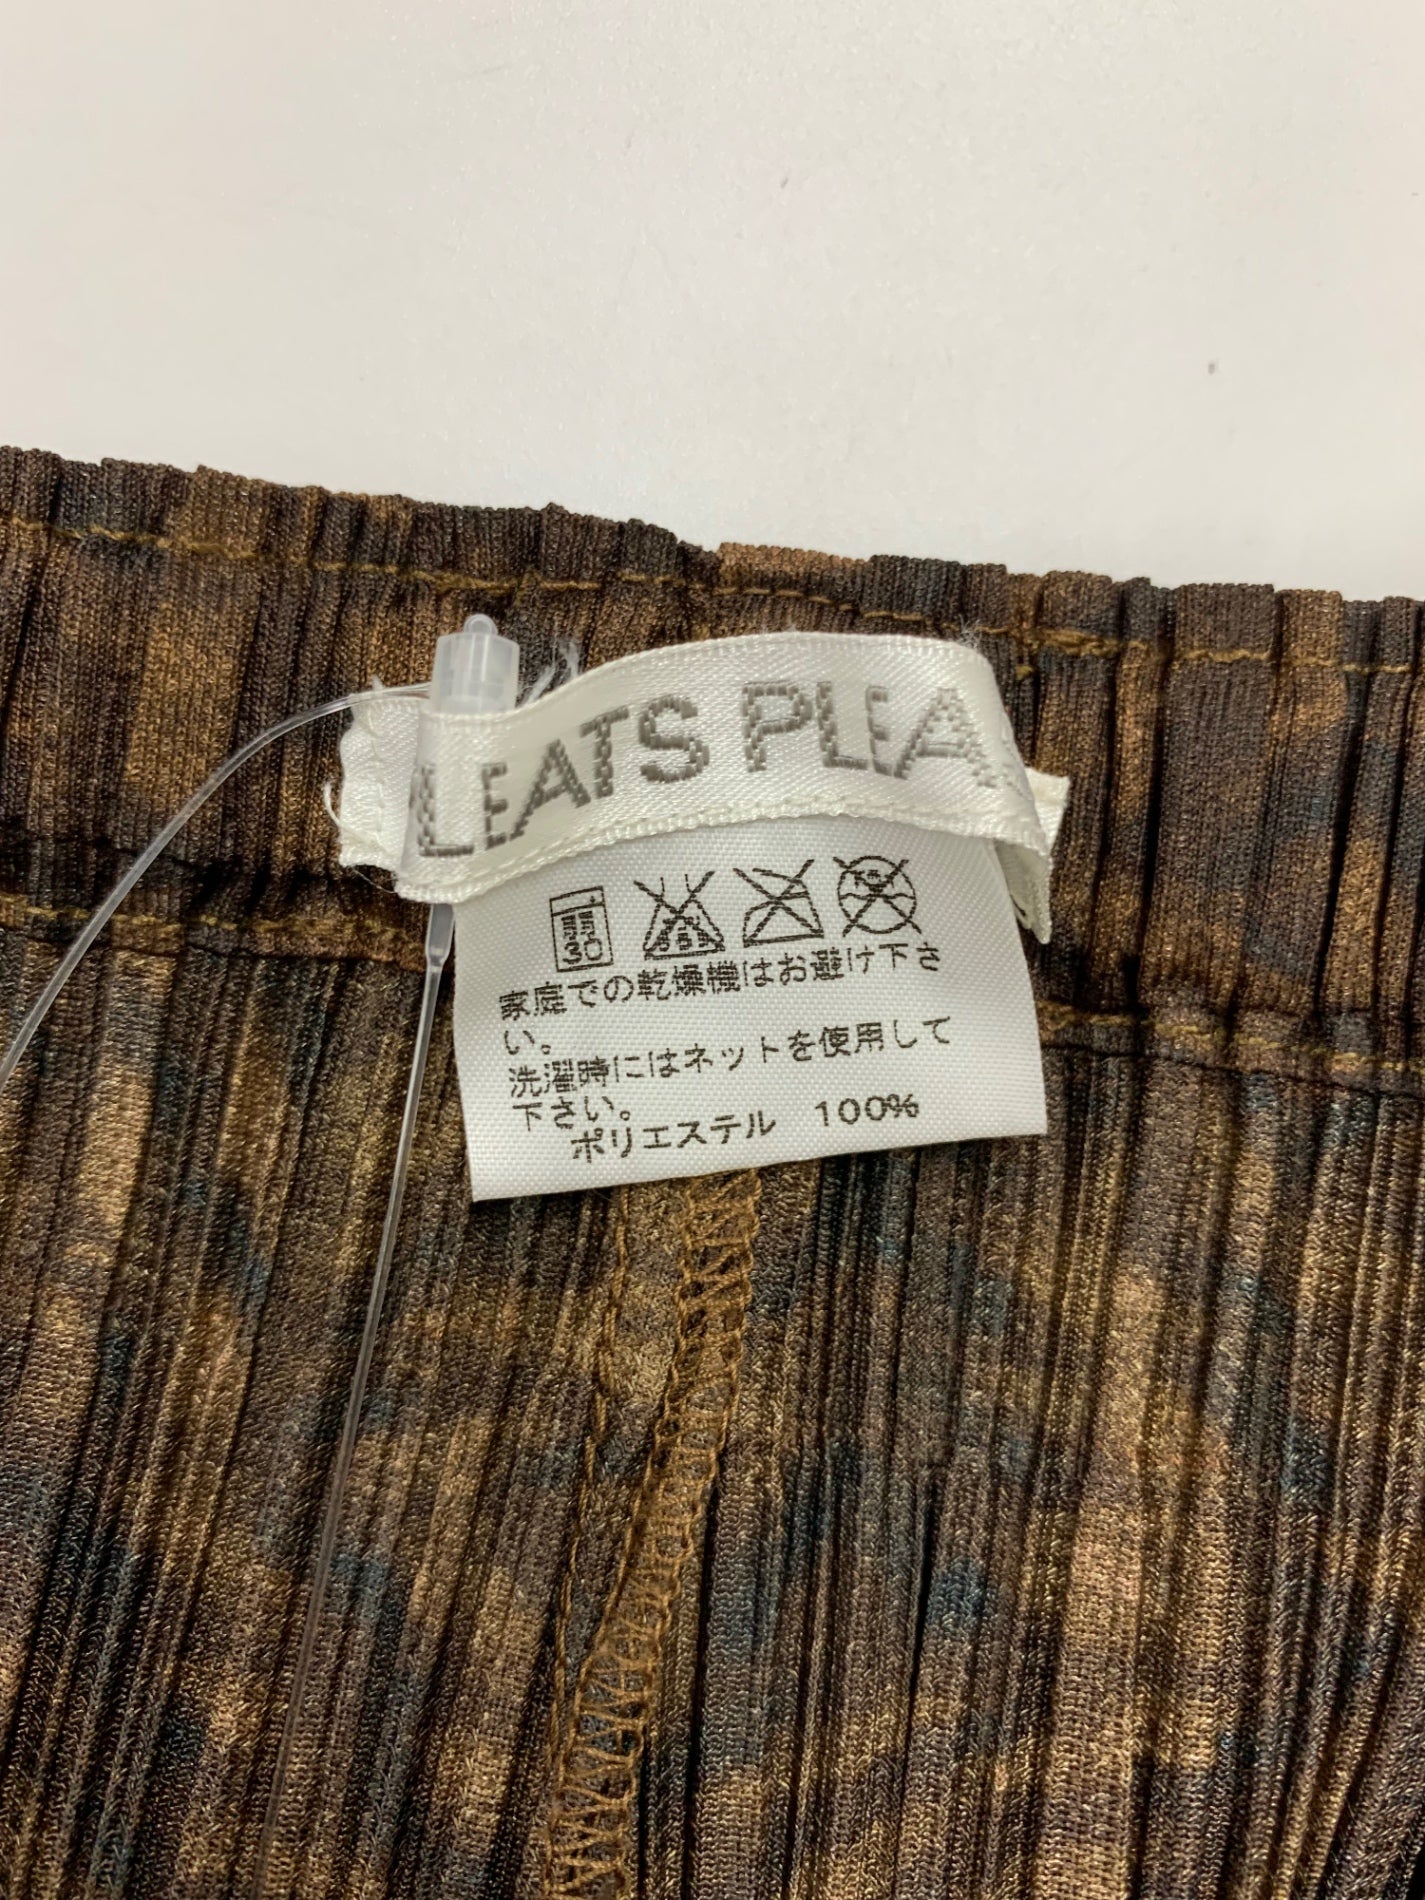 PLEATS PLEA
30
家庭での乾燥機はお避け下さ
い。
洗濯時にはネットを使用して
下さい。
ポリエステル 100%